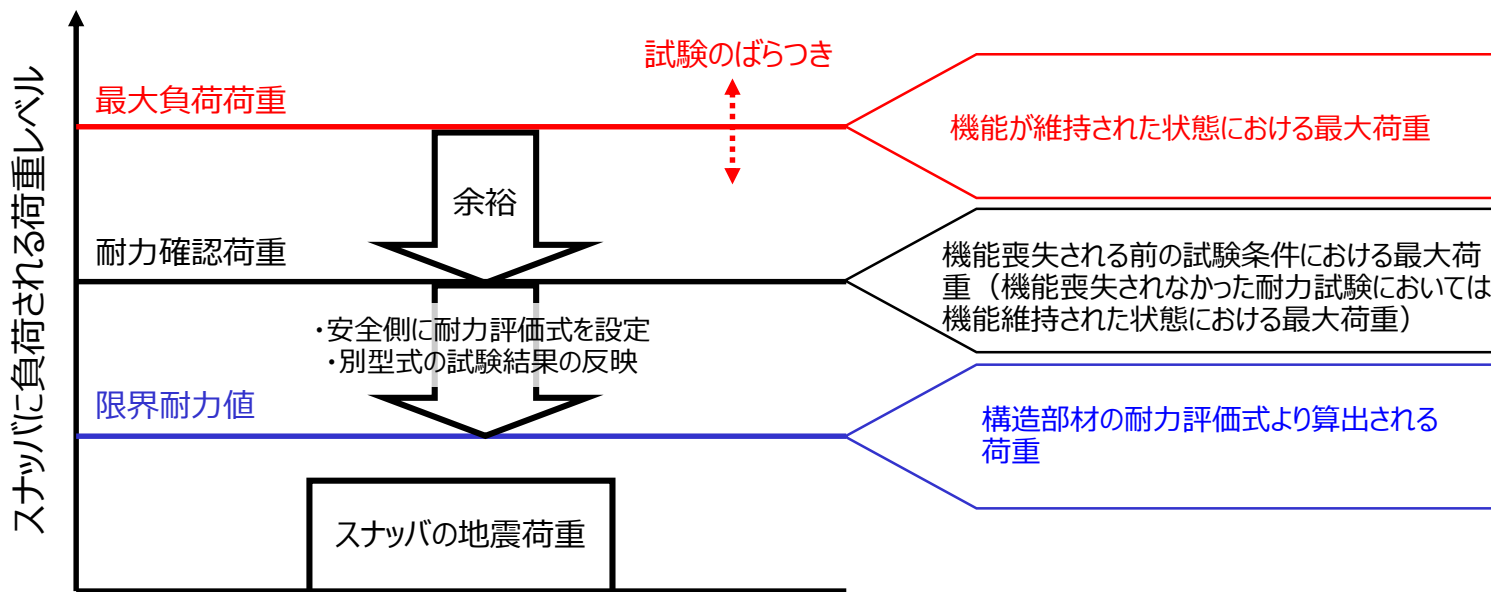 スナッバに負荷される荷重レベル
試験のばらつき
最大負荷荷重
機能が維持された状態における最大荷重
余裕
耐力確認荷重
機能喪失される前の試験条件における最大荷
重（機能喪失されなかった耐力試験においては
機能維持された状態における最大荷重）
・安全側に耐力評価式を設定
・別型式の試験結果の反映
限界耐力値
構造部材の耐力評価式より算出される
荷重
スナッバの地震荷重